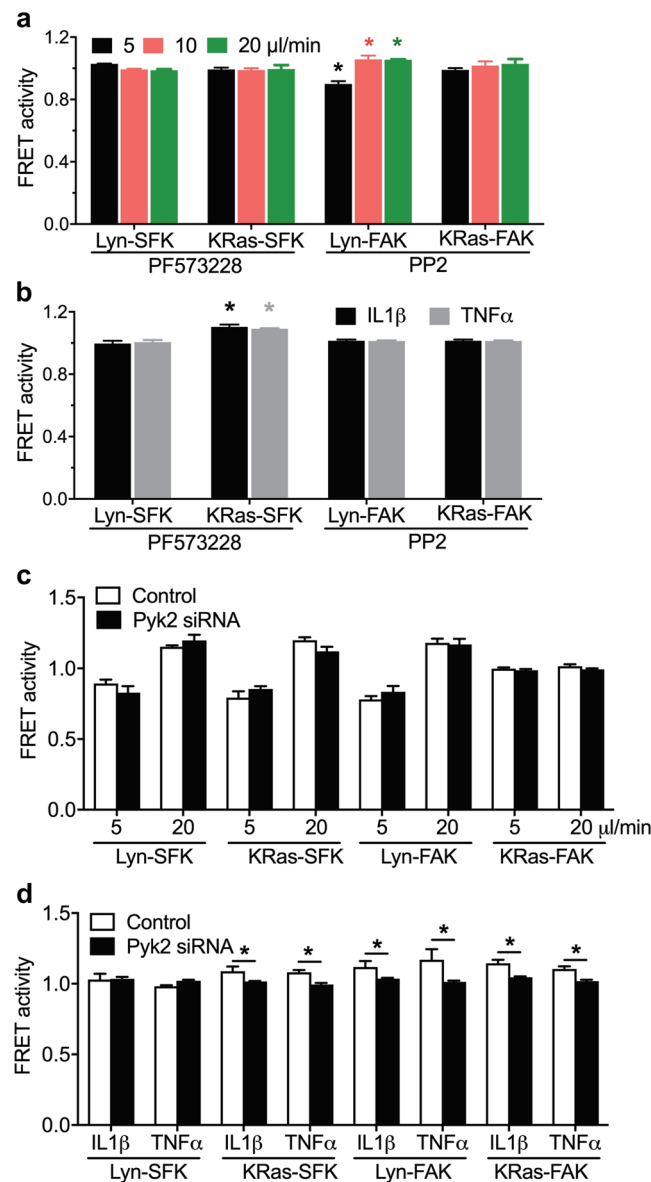 a
5 10 20 μl/min
* * *
FRET activity
1.2
0.8
0.4
0.0
Lyn-SFK KRas-SFK Lyn-FAK KRas-FAK
PF573228 PP2
b
IL1β TNFα
* *
FRET activity
1.2
0.8
0.4
0.0
Lyn-SFK KRas-SFK Lyn-FAK KRas-FAK
PF573228 PP2
c
Control
Pyk2 siRNA
FRET activity
1.5
1.0
0.5
0.0
5 20 5 20 5 20 5 20 μl/min
Lyn-SFK KRas-SFK Lyn-FAK KRas-FAK
d
Control
Pyk2 siRNA
* * * * * *
FRET activity
1.5
1.0
0.5
0.0
IL1β TNFα IL1β TNFα IL1β TNFα IL1β TNFα
Lyn-SFK KRas-SFK Lyn-FAK KRas-FAK